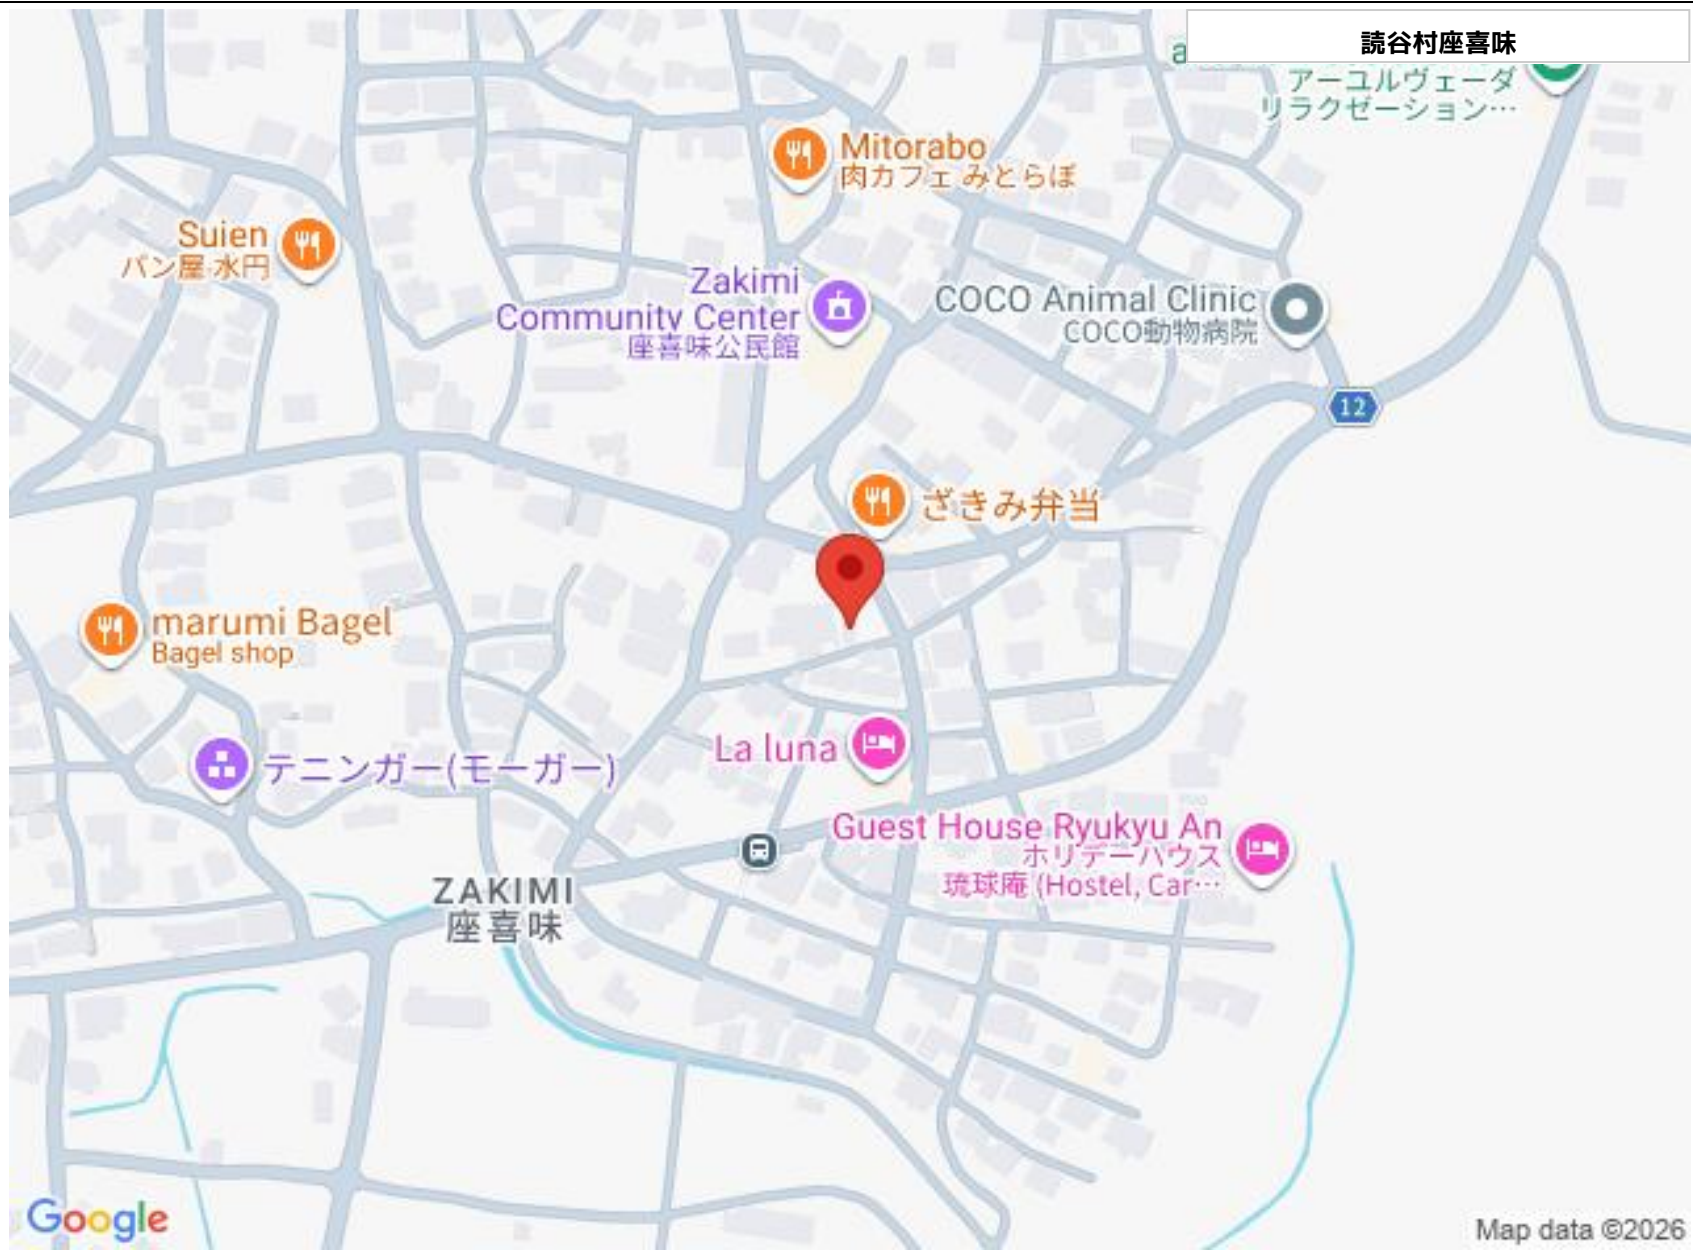 読谷村座喜味
アーユルヴェーダ
リラクゼーション…
Mitorabo
肉カフェ みとらぼ
Suien
パン屋 水円
Zakimi
Community Center
座喜味公民館
COCO Animal Clinic
COCO動物病院
12
ざきみ弁当
marumi Bagel
Bagel shop
La luna
テニンガー(モーガー)
Guest House Ryukyu An
ホリデーハウス
琉球庵 (Hostel, Car…
ZAKIMI
座喜味
Google
Map data ©2026